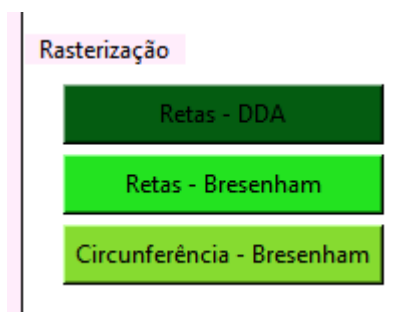 Rasterização
Retas - DDA
Retas - Bresenham
Circunferência - Bresenham